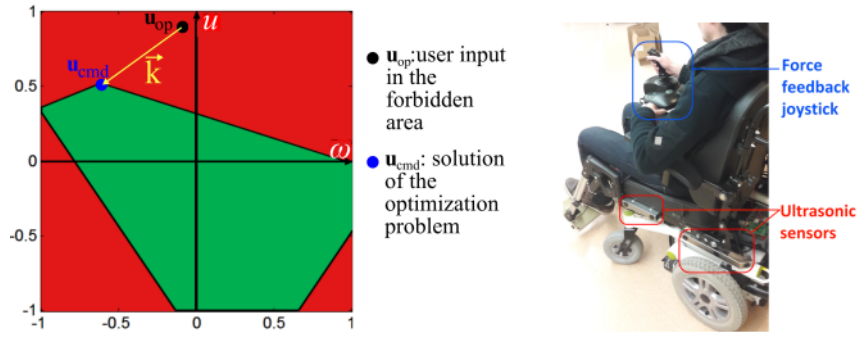 1
0.5
0
-0.5
-1
-1
-0.5
0
0.5
1
u
ω
u_op
u_cmd
k
u_op:user input
in the
forbidden
area
u_cmd: solution
of the
optimization
problem
Force
feedback
joystick
Ultrasonic
sensors